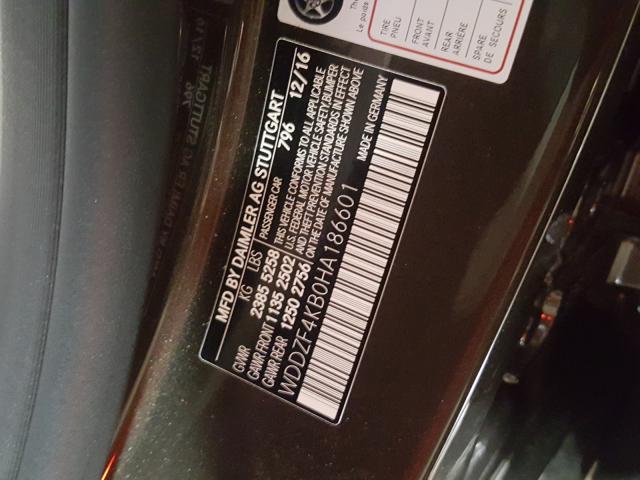 MFD BY DAIMLER AG STUTTGART
796 12/16
KG LBS
PASSENGER CAR
GVWR 2385 5258
GAWR FRONT 1135 2502
GAWR REAR 1250 2756
THIS VEHICLE CONFORMS TO ALL APPLICABLE
U.S. FEDERAL MOTOR VEHICLE SAFETY, BUMPER
AND THEFT PREVENTION STANDARDS IN EFFECT
ON THE DATE OF MANUFACTURE SHOWN ABOVE
WDDZF4KB0HA186601
MADE IN GERMANY
Th
Le poids
TIRE
PNEU
FRONT
AVANT
REAR
ARRIÈRE
SPARE
DE SECOURS